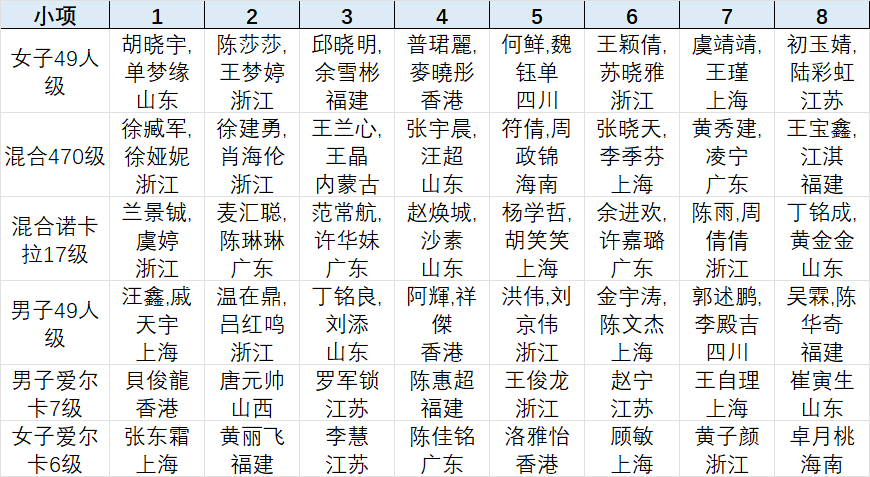 小项 1 2 3 4 5 6 7 8
女子49人级 胡晓宇,单梦缘 山东 陈莎莎,王梦婷 浙江 邱晓明,余雪彬 福建 普珺麗,麥曉彤 香港 何鲜,魏钰单 四川 王颖倩,苏晓雅 浙江 虞靖靖,王瑾 上海 初玉婧,陆彩虹 江苏
混合470级 徐臧军,徐娅妮 浙江 徐建勇,肖海伦 浙江 王兰心,王晶 内蒙古 张宇晨,汪超 山东 符倩,周政锦 海南 张晓天,李季芬 上海 黄秀建,凌宁 广东 王宝鑫,江淇 福建
混合诺卡拉17级 兰景铖,虞婷 浙江 麦汇聪,陈琳琳 广东 范常航,许华妹 广东 赵焕城,沙素 山东 杨学哲,胡笑笑 上海 余进欢,许嘉璐 广东 陈雨,周倩倩 浙江 丁铭成,黄金金 山东
男子49人级 汪鑫,戚天宇 上海 温在鼎,吕红鸣 浙江 丁铭良,刘添 山东 阿輝,祥傑 香港 洪伟,刘京伟 浙江 金宇涛,陈文杰 上海 郭述鹏,李殿吉 四川 吴霖,陈华奇 福建
男子爱尔卡7级 貝俊龍 香港 唐元帅 山西 罗军锁 江苏 陈惠超 福建 王俊龙 浙江 赵宁 江苏 王自理 上海 崔寅生 山东
女子爱尔卡6级 张东霜 上海 黄丽飞 福建 李慧 江苏 陈佳铭 广东 洛雅怡 香港 顾敏 上海 黄子颜 浙江 卓月桃 海南